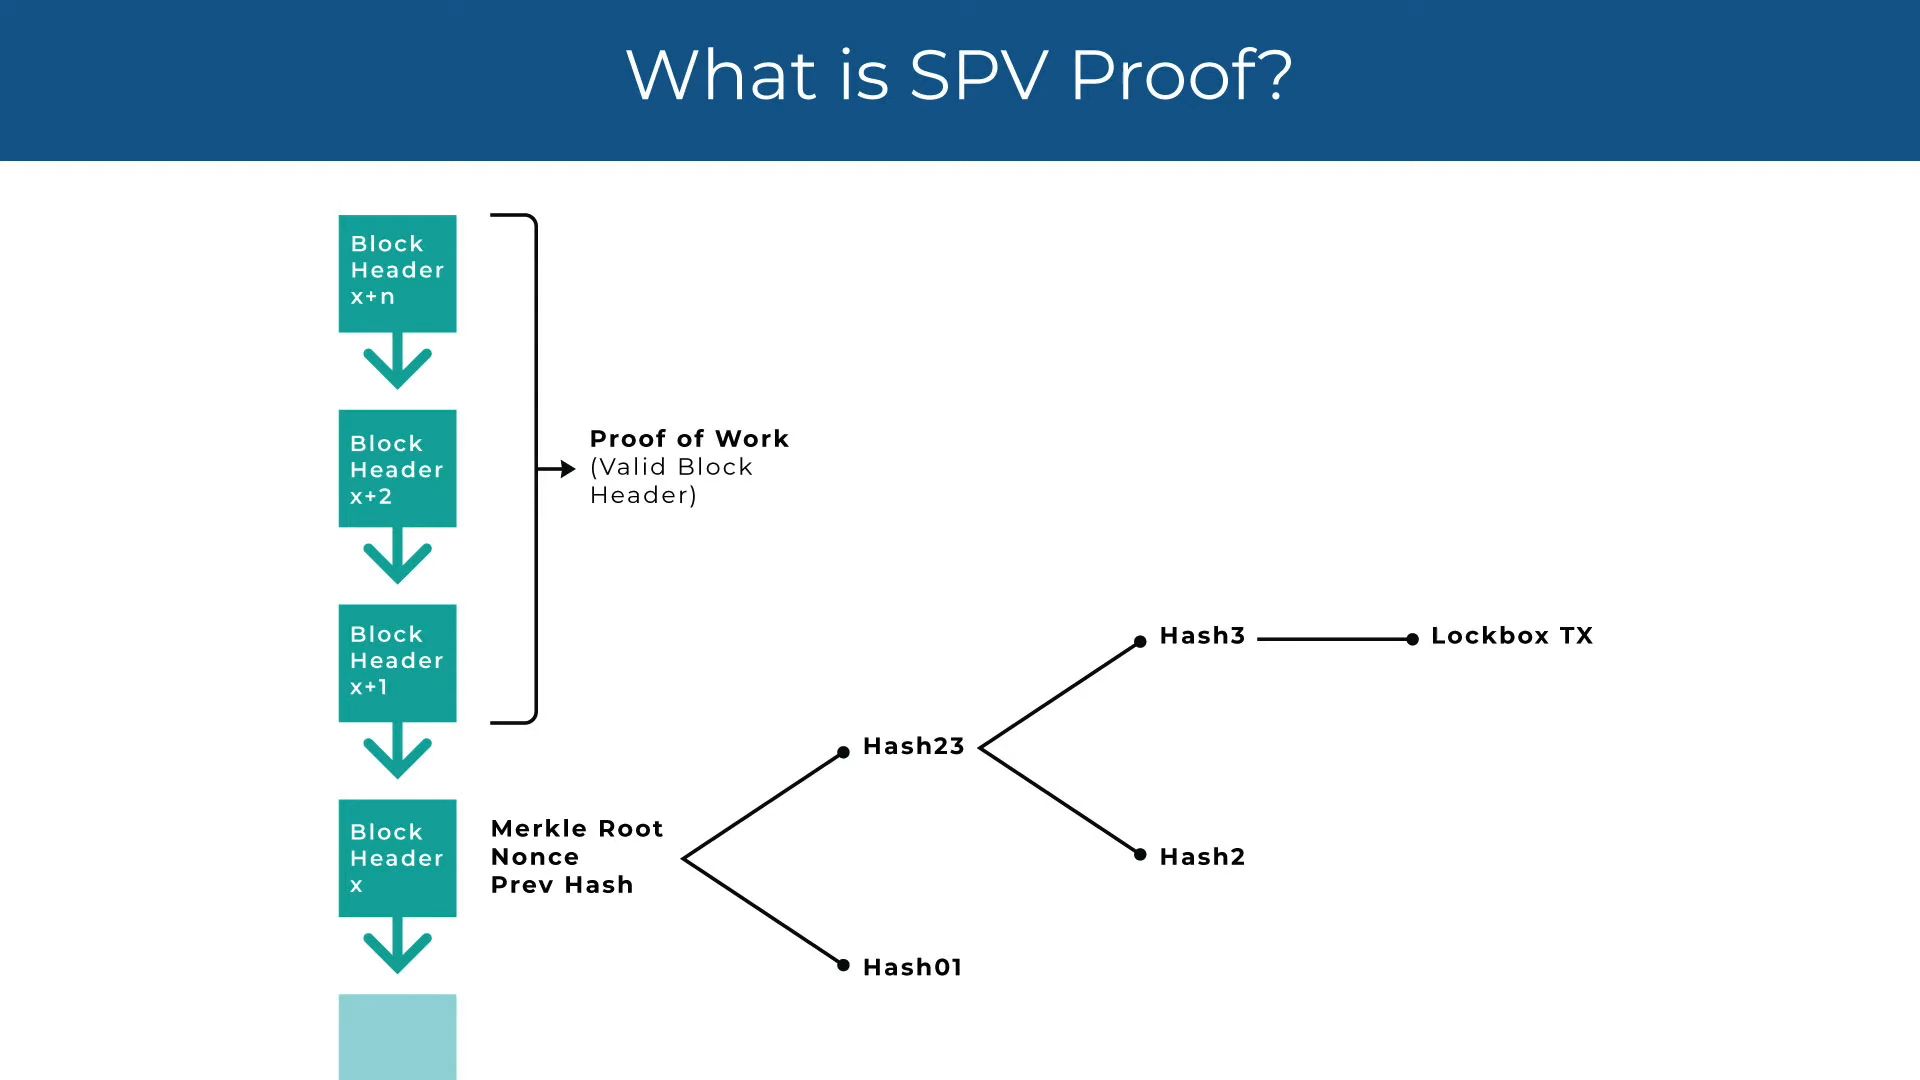 What is SPV Proof?
Block
Header
x+n
Block
Header
x+2
Block
Header
x+1
Block
Header
x
Proof of Work
(Valid Block
Header)
Merkle Root
Nonce
Prev Hash
Hash23
Hash01
Hash3
Hash2
Lockbox TX